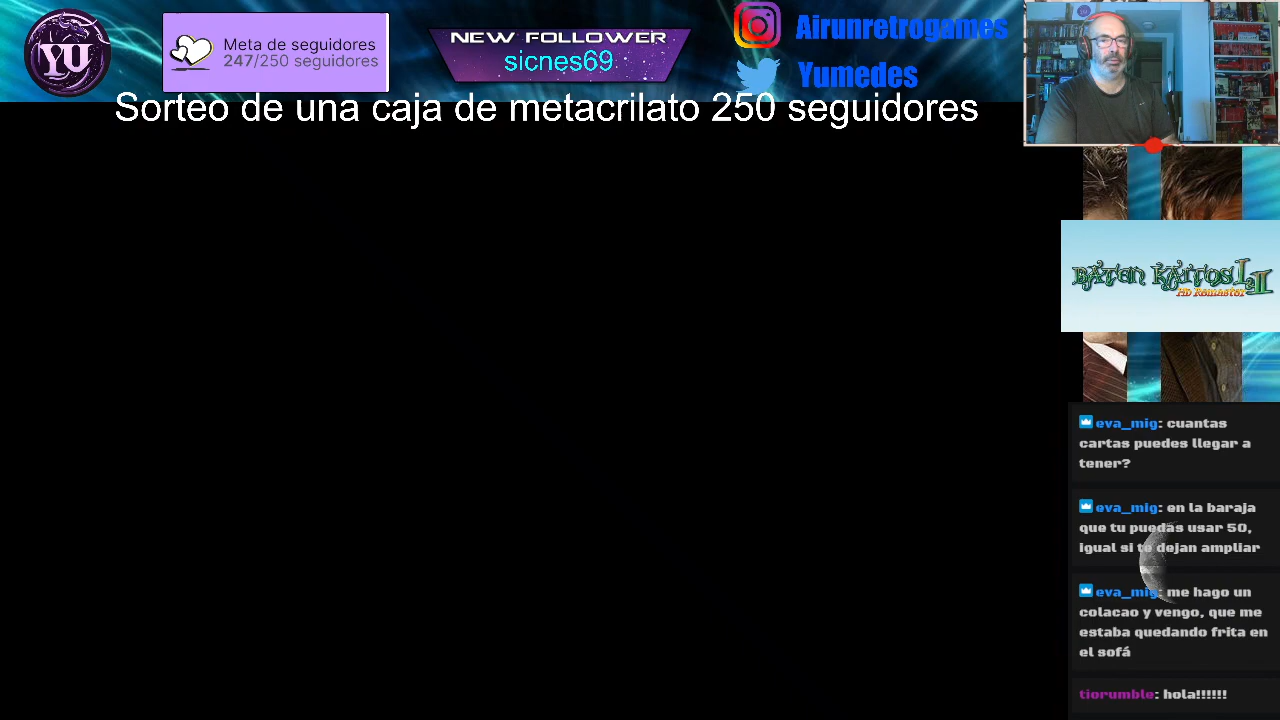 YU
Meta de seguidores
247/250 seguidores
NEW FOLLOWER
sicnes69
Airunretrogames
Yumedes
Sorteo de una caja de metacrilato 250 seguidores
BATEN KAITOS I & II
HD Remaster
eva_mig: cuantas
cartas puedes llegar a
tener?
eva_mig: en la baraja
que tu puedas usar 50,
igual si te dejan ampliar
eva_mig: me hago un
colacao y vengo, que me
estaba quedando frita en
el sofá
tiorumble: hola!!!!!!